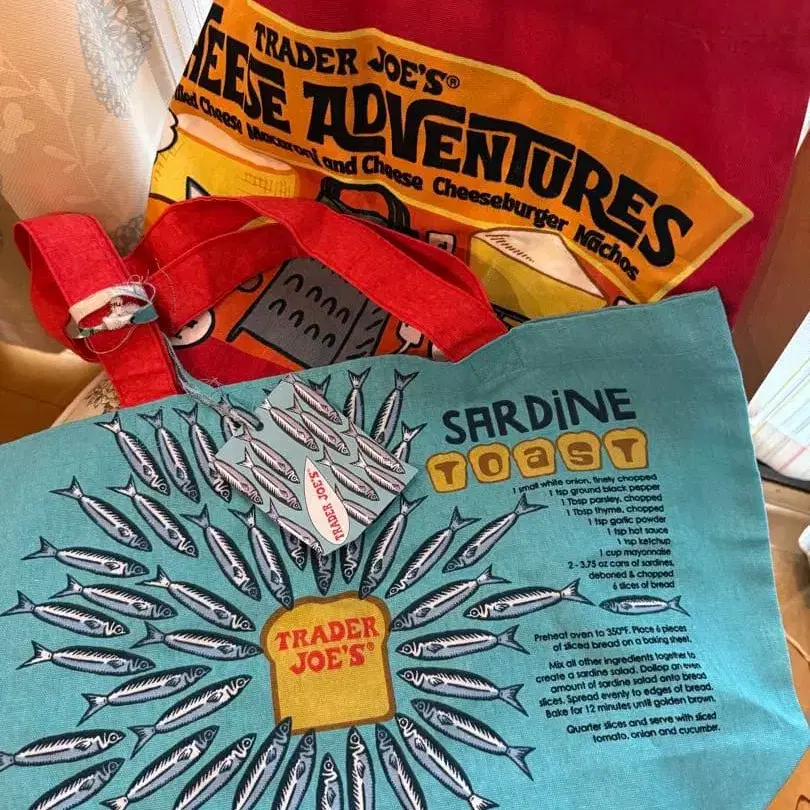 TRADER JOE'S®
CHEESE ADVENTURES
Cheese Macaroni and Cheese Cheeseburger Nachos
TRADER JOE'S
SARDINE
TOAST
1 small white onion, finely chopped
1 tsp ground black pepper
1 Tbsp parsley, chopped
1 Tbsp thyme, chopped
1 tsp garlic powder
1 tsp hot sauce
1 tsp ketchup
1 cup mayonnaise
2 - 3.75 oz cans of sardines,
deboned & chopped
6 slices of bread
Preheat oven to 350°F. Place 6 pieces
of sliced bread on a baking sheet.
Mix all other ingredients together to
create a sardine salad. Dollop an even
amount of sardine salad onto bread
slices. Spread evenly to edges of bread.
Bake for 12 minutes until golden brown.
Quarter slices and serve with sliced
tomato, onion and cucumber.
TRADER
JOE'S®